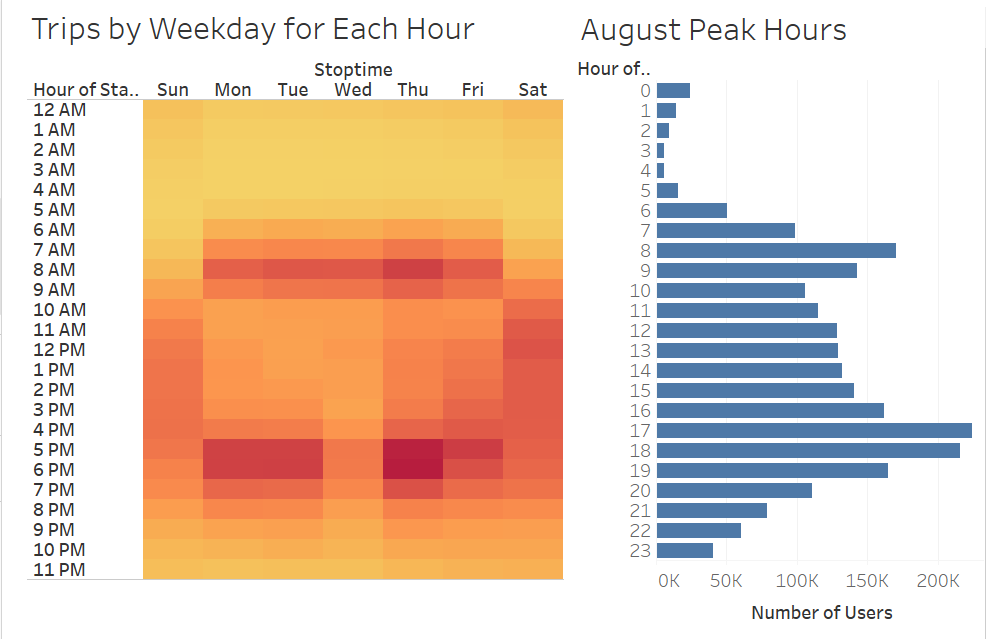 Trips by Weekday for Each Hour
Stoptime
Hour of Sta.. Sun Mon Tue Wed Thu Fri Sat
12 AM
1 AM
2 AM
3 AM
4 AM
5 AM
6 AM
7 AM
8 AM
9 AM
10 AM
11 AM
12 PM
1 PM
2 PM
3 PM
4 PM
5 PM
6 PM
7 PM
8 PM
9 PM
10 PM
11 PM
August Peak Hours
Hour of..
0
1
2
3
4
5
6
7
8
9
10
11
12
13
14
15
16
17
18
19
20
21
22
23
0K 50K 100K 150K 200K
Number of Users